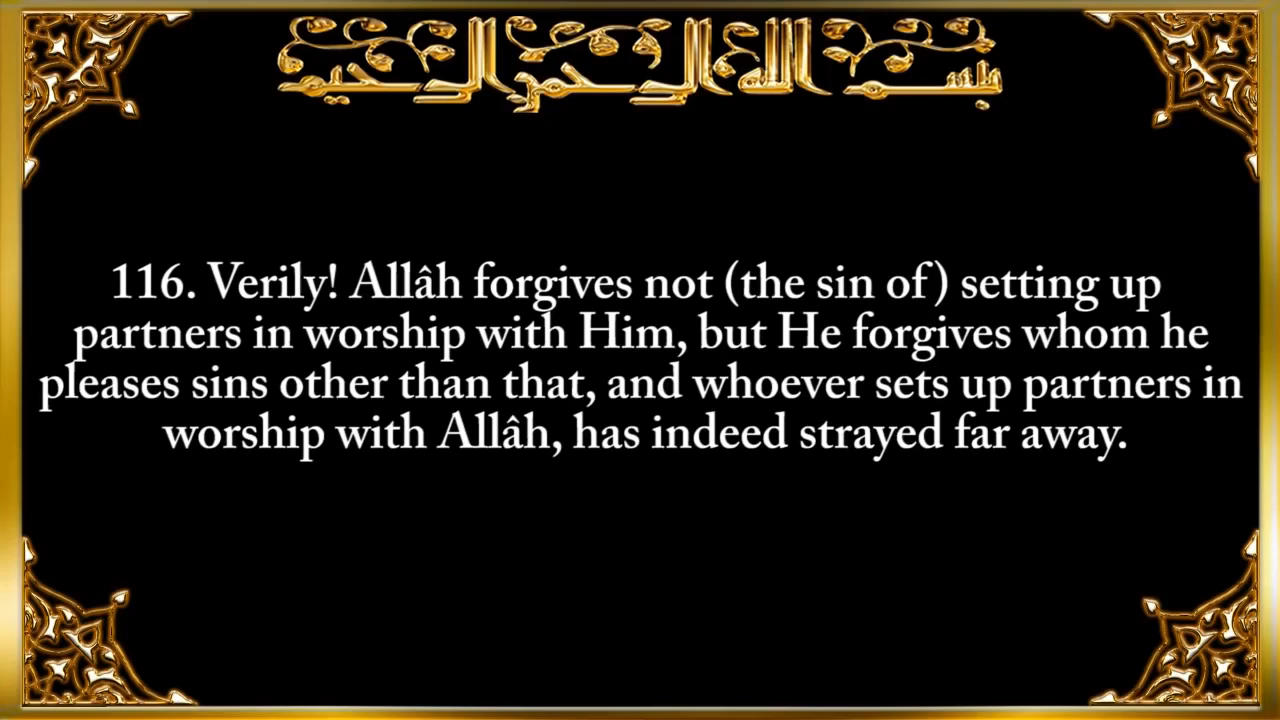 بسم الله الرحمن الرحيم
116. Verily! Allâh forgives not (the sin of) setting up
partners in worship with Him, but He forgives whom he
pleases sins other than that, and whoever sets up partners in
worship with Allâh, has indeed strayed far away.